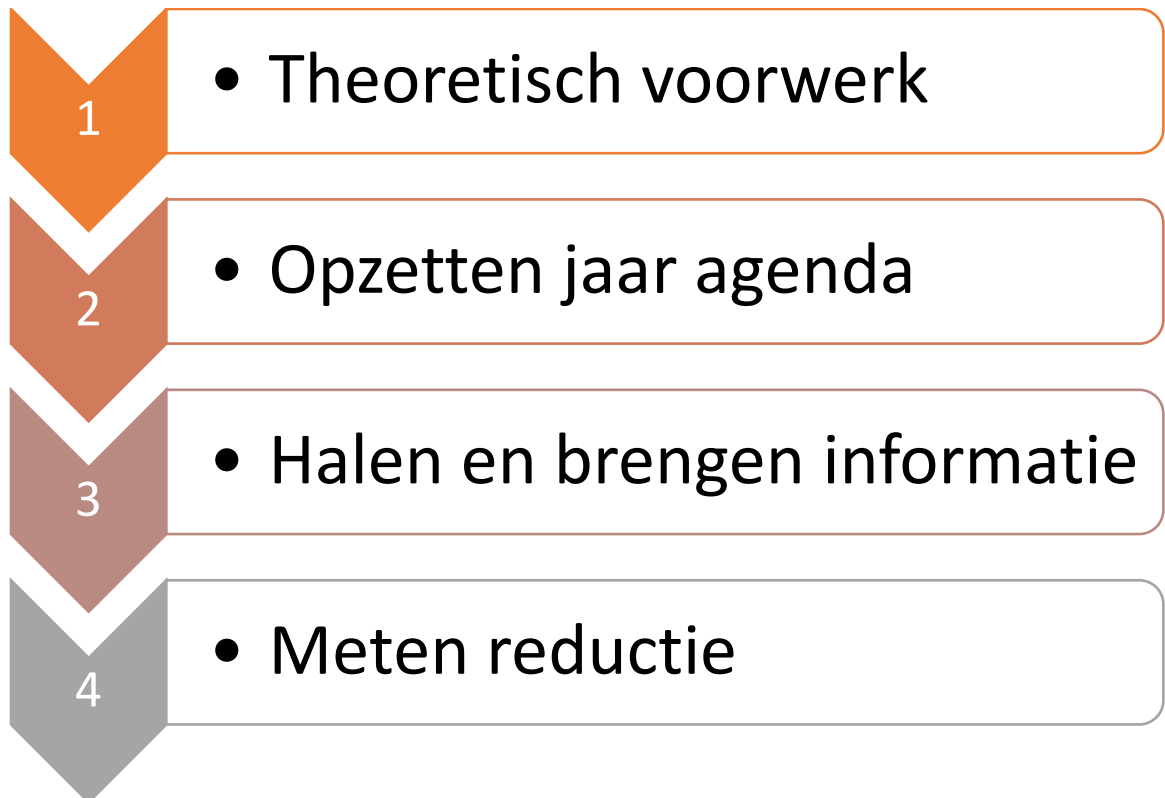 1
• Theoretisch voorwerk
2
• Opzetten jaar agenda
3
• Halen en brengen informatie
4
• Meten reductie